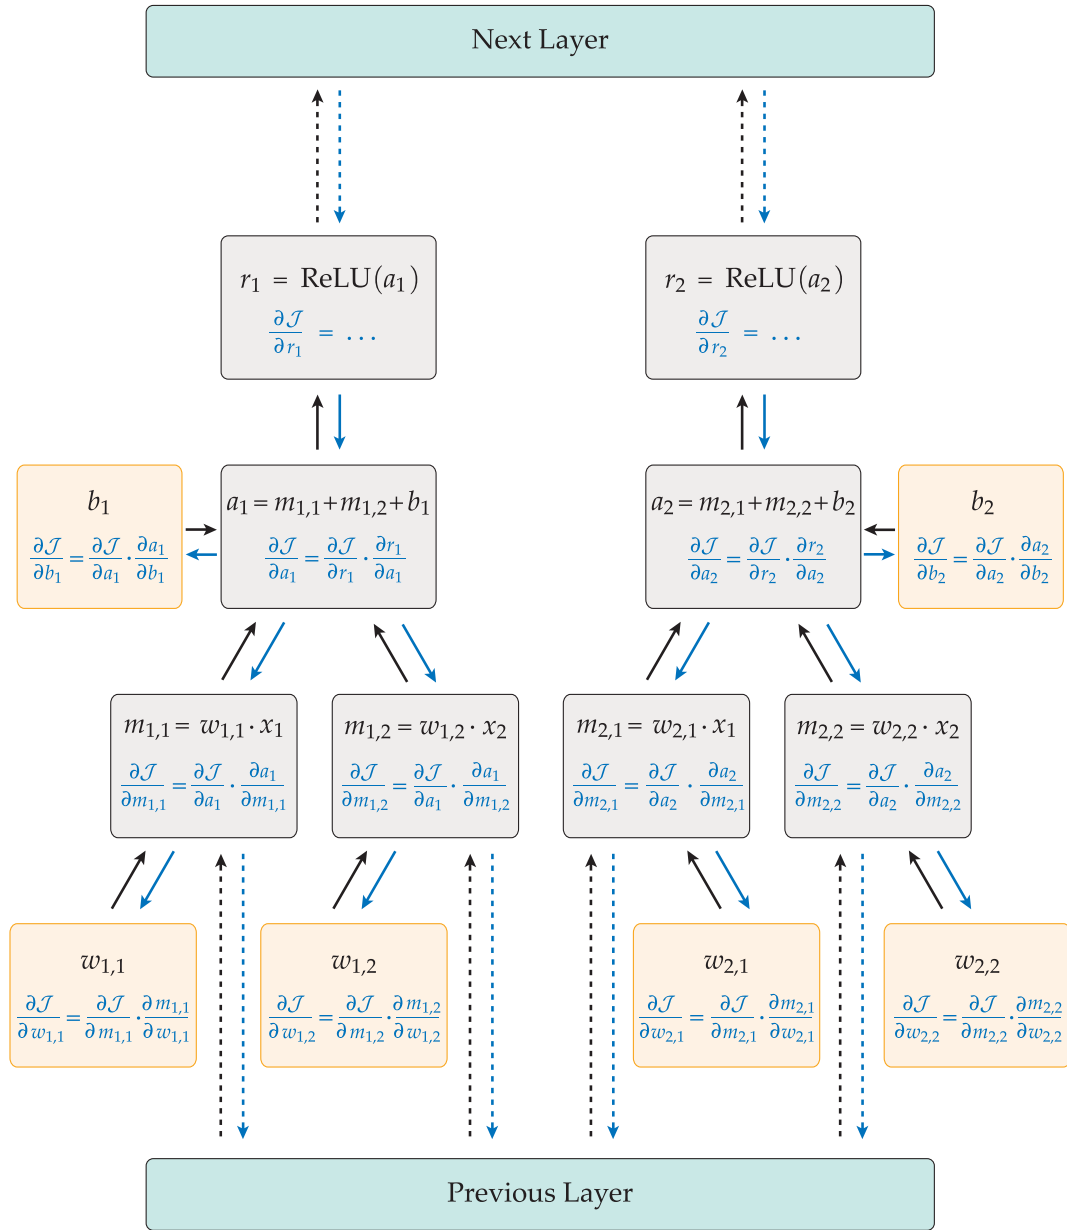 Next Layer
r₁ = ReLU(a₁)
∂𝒥/∂r₁ = ...
r₂ = ReLU(a₂)
∂𝒥/∂r₂ = ...
b₁
∂𝒥/∂b₁ = ∂𝒥/∂a₁ · ∂a₁/∂b₁
a₁ = m₁,₁ + m₁,₂ + b₁
∂𝒥/∂a₁ = ∂𝒥/∂r₁ · ∂r₁/∂a₁
a₂ = m₂,₁ + m₂,₂ + b₂
∂𝒥/∂a₂ = ∂𝒥/∂r₂ · ∂r₂/∂a₂
b₂
∂𝒥/∂b₂ = ∂𝒥/∂a₂ · ∂a₂/∂b₂
m₁,₁ = w₁,₁ · x₁
∂𝒥/∂m₁,₁ = ∂𝒥/∂a₁ · ∂a₁/∂m₁,₁
m₁,₂ = w₁,₂ · x₂
∂𝒥/∂m₁,₂ = ∂𝒥/∂a₁ · ∂a₁/∂m₁,₂
m₂,₁ = w₂,₁ · x₁
∂𝒥/∂m₂,₁ = ∂𝒥/∂a₂ · ∂a₂/∂m₂,₁
m₂,₂ = w₂,₂ · x₂
∂𝒥/∂m₂,₂ = ∂𝒥/∂a₂ · ∂a₂/∂m₂,₂
w₁,₁
∂𝒥/∂w₁,₁ = ∂𝒥/∂m₁,₁ · ∂m₁,₁/∂w₁,₁
w₁,₂
∂𝒥/∂w₁,₂ = ∂𝒥/∂m₁,₂ · ∂m₁,₂/∂w₁,₂
w₂,₁
∂𝒥/∂w₂,₁ = ∂𝒥/∂m₂,₁ · ∂m₂,₁/∂w₂,₁
w₂,₂
∂𝒥/∂w₂,₂ = ∂𝒥/∂m₂,₂ · ∂m₂,₂/∂w₂,₂
Previous Layer